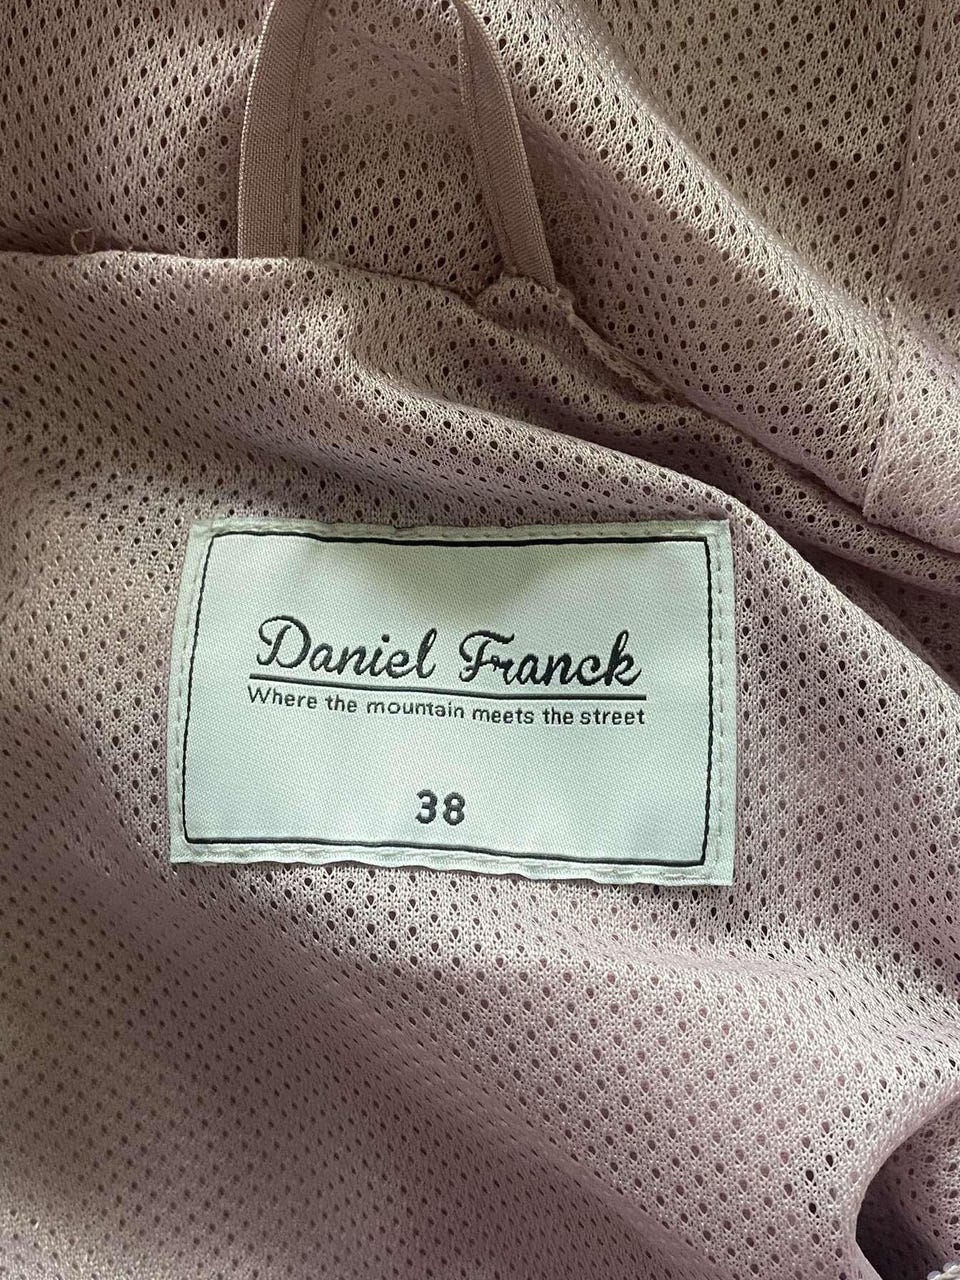 Daniel Franck
Where the mountain meets the street
38